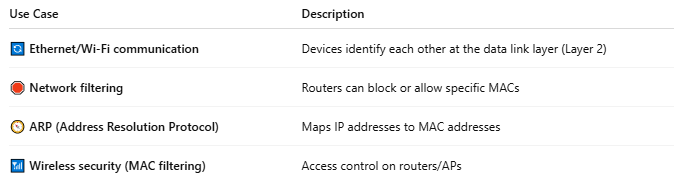 Use Case Description
Ethernet/Wi-Fi communication Devices identify each other at the data link layer (Layer 2)
Network filtering Routers can block or allow specific MACs
ARP (Address Resolution Protocol) Maps IP addresses to MAC addresses
Wireless security (MAC filtering) Access control on routers/APs